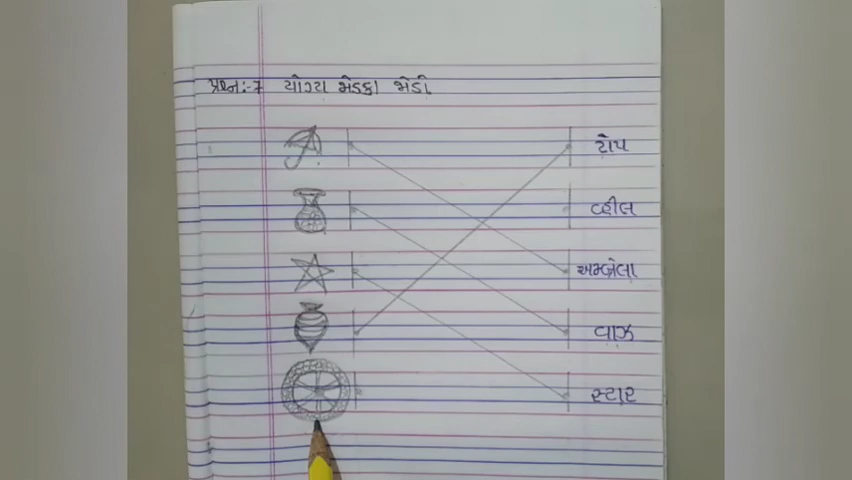 પ્રશ્ન:-7 યોગ્ય જોડકા જોડો
ટોપ
વ્હીલ
અમ્બ્રેલા
વાઝ
સ્ટાર